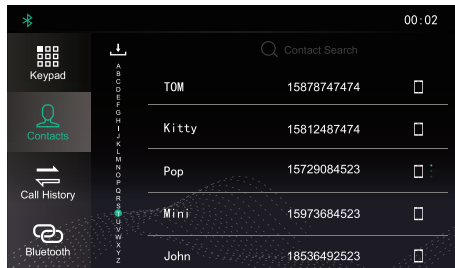 00:02
Contact Search
Keypad
Contacts
Call History
Bluetooth
A
B
C
D
E
F
G
H
I
J
K
L
M
N
O
P
Q
R
S
T
U
V
W
X
Y
Z
TOM 15878747474
Kitty 15812487474
Pop 15729084523
Mini 15973684523
John 18536492523